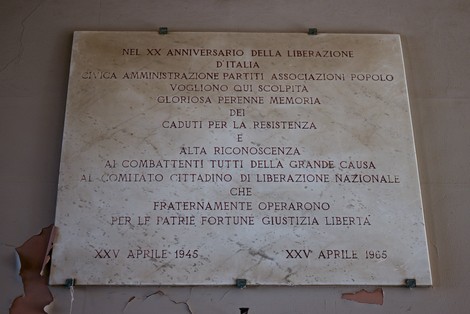 NEL XX ANNIVERSARIO DELLA LIBERAZIONE
D'ITALIA
CIVICA AMMINISTRAZIONE PARTITI ASSOCIAZIONI POPOLO
VOGLIONO QUI SCOLPITA
GLORIOSA PERENNE MEMORIA
DEI
CADUTI PER LA RESISTENZA
E
ALTA RICONOSCENZA
AI COMBATTENTI TUTTI DELLA GRANDE CAUSA
AL COMITATO CITTADINO DI LIBERAZIONE NAZIONALE
CHE
FRATERNAMENTE OPERARONO
PER LE PATRIE FORTUNE GIUSTIZIA LIBERTÀ
XXV APRILE 1945 XXV APRILE 1965